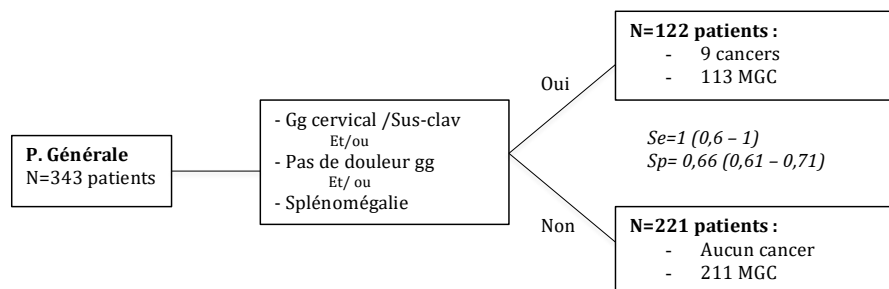 P. Générale
N=343 patients
- Gg cervical /Sus-clav
Et/ou
- Pas de douleur gg
Et/ ou
- Splénomégalie
Oui
N=122 patients :
- 9 cancers
- 113 MGC
Se=1 (0,6 – 1)
Sp= 0,66 (0,61 – 0,71)
Non
N=221 patients :
- Aucun cancer
- 211 MGC